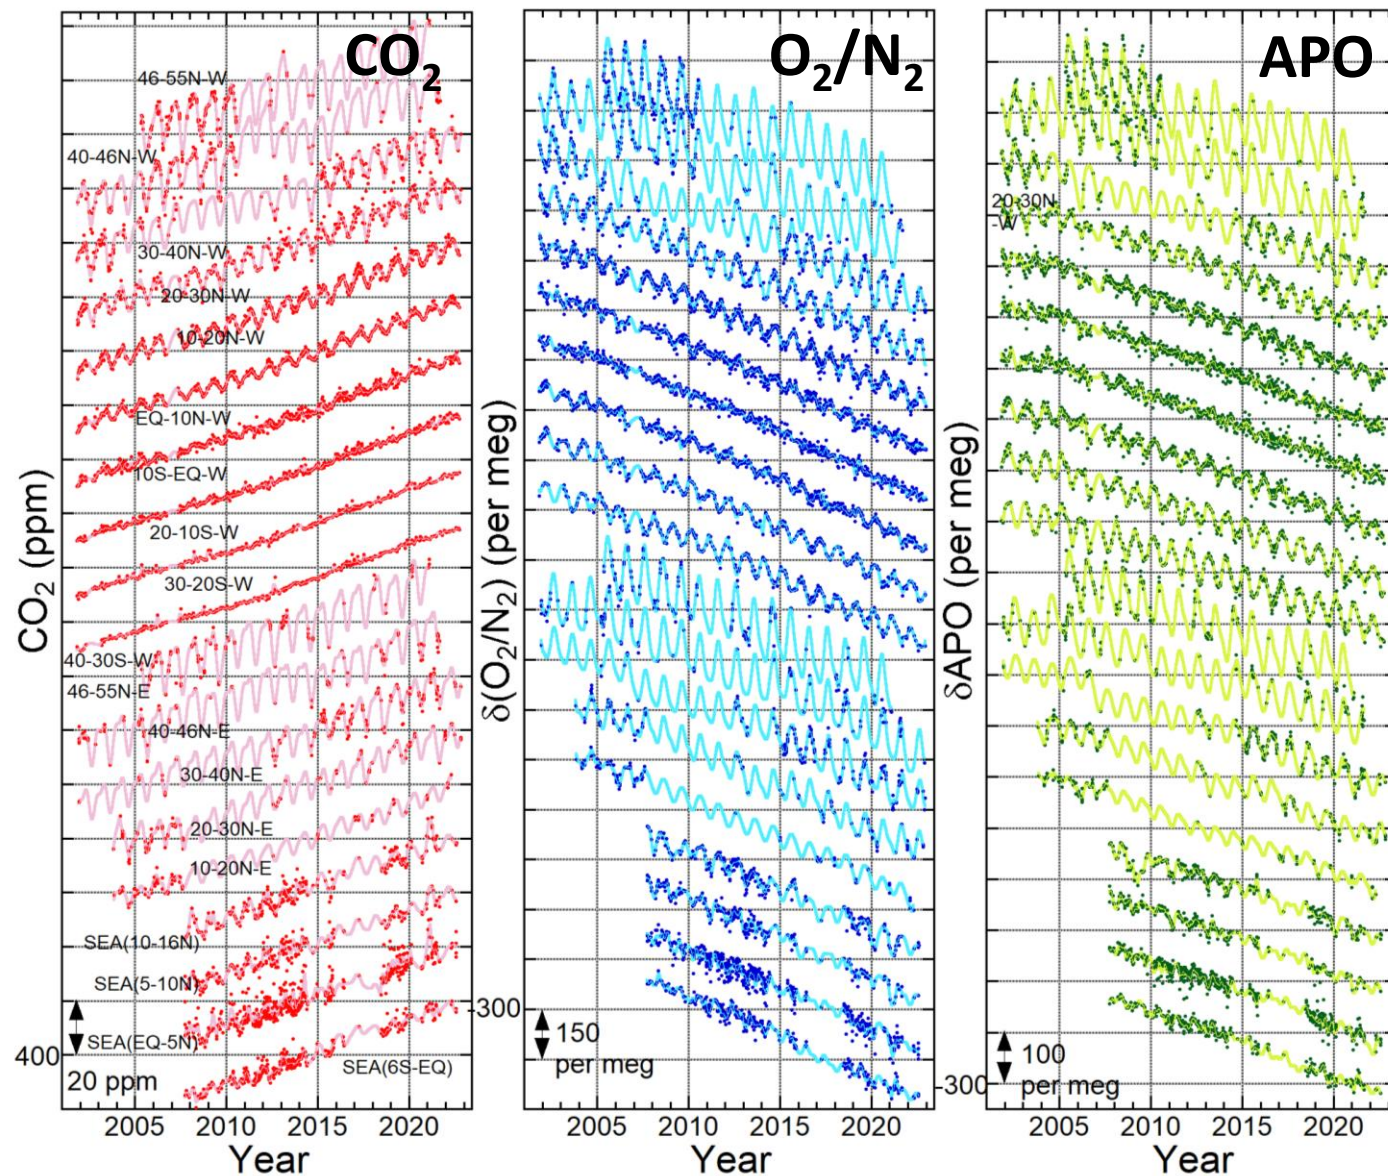 CO2
46-55N-W
40-46N-W
30-40N-W
20-30N-W
10-20N-W
EQ-10N-W
10S-EQ-W
20-10S-W
30-20S-W
40-30S-W
46-55N-E
40-46N-E
30-40N-E
20-30N-E
10-20N-E
SEA(10-16N)
SEA(5-10N)
SEA(EQ-5N)
SEA(6S-EQ)
400
20 ppm
CO2 (ppm)
2005 2010 2015 2020
Year
O2/N2
δ(O2/N2) (per meg)
-300
150
per meg
2005 2010 2015 2020
Year
APO
20-30N
-W
δAPO (per meg)
100
per meg
-300
2005 2010 2015 2020
Year